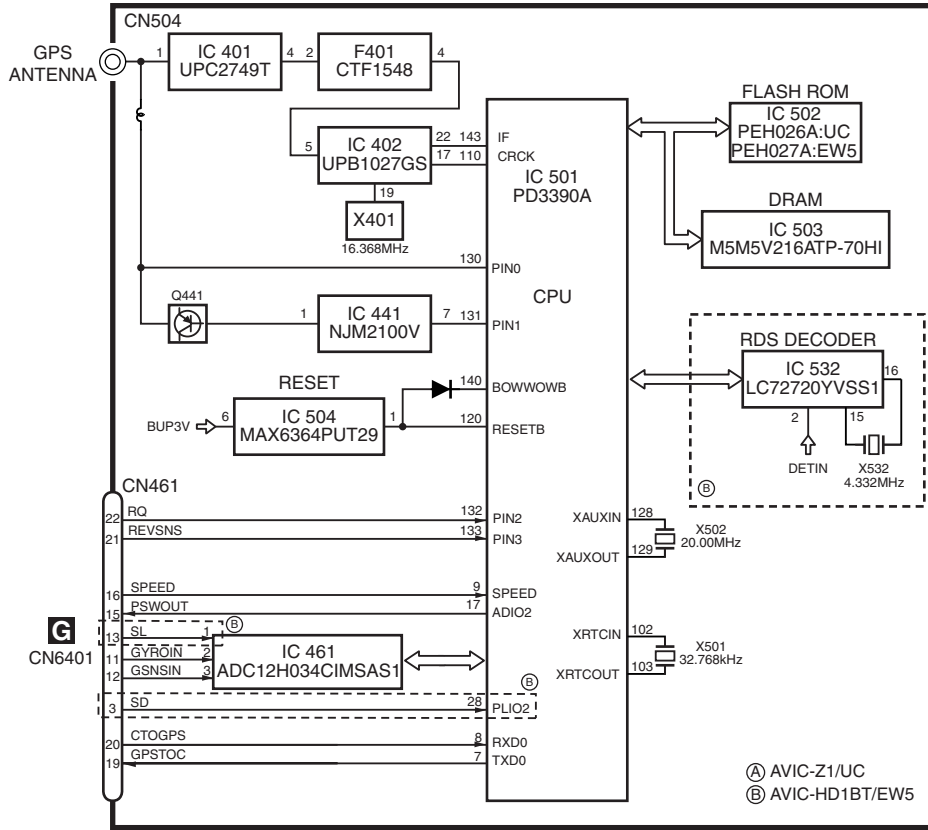 CN504
GPS
ANTENNA
1
IC 401
UPC2749T
4
2
F401
CTF1548
4
5
IC 402
UPB1027GS
22 143
IF
17 110
CRCK
19
X401
16.368MHz
IC 501
PD3390A
CPU
FLASH ROM
IC 502
PEH026A:UC
PEH027A:EW5
DRAM
IC 503
M5M5V216ATP-70HI
130
PIN0
Q441
1
IC 441
NJM2100V
7 131
PIN1
RESET
BUP3V
6
IC 504
MAX6364PUT29
1
140
BOWWOWB
120
RESETB
RDS DECODER
IC 532
LC72720YVSS1
16
2
15
DETIN
X532
4.332MHz
B
CN461
22 RQ 132 PIN2
21 REVSNS 133 PIN3
16 SPEED 9 SPEED
15 PSWOUT 17 ADIO2
13 SL 1 B
11 GYROIN 2
12 GSNSIN 3
IC 461
ADC12H034CIMSAS1
B
3 SD 28 PLIO2
20 CTOGPS 8 RXD0
19 GPSTOC 7 TXD0
G
CN6401
XAUXIN 128
XAUXOUT 129
X502
20.00MHz
XRTCIN 102
XRTCOUT 103
X501
32.768kHz
A AVIC-Z1/UC
B AVIC-HD1BT/EW5